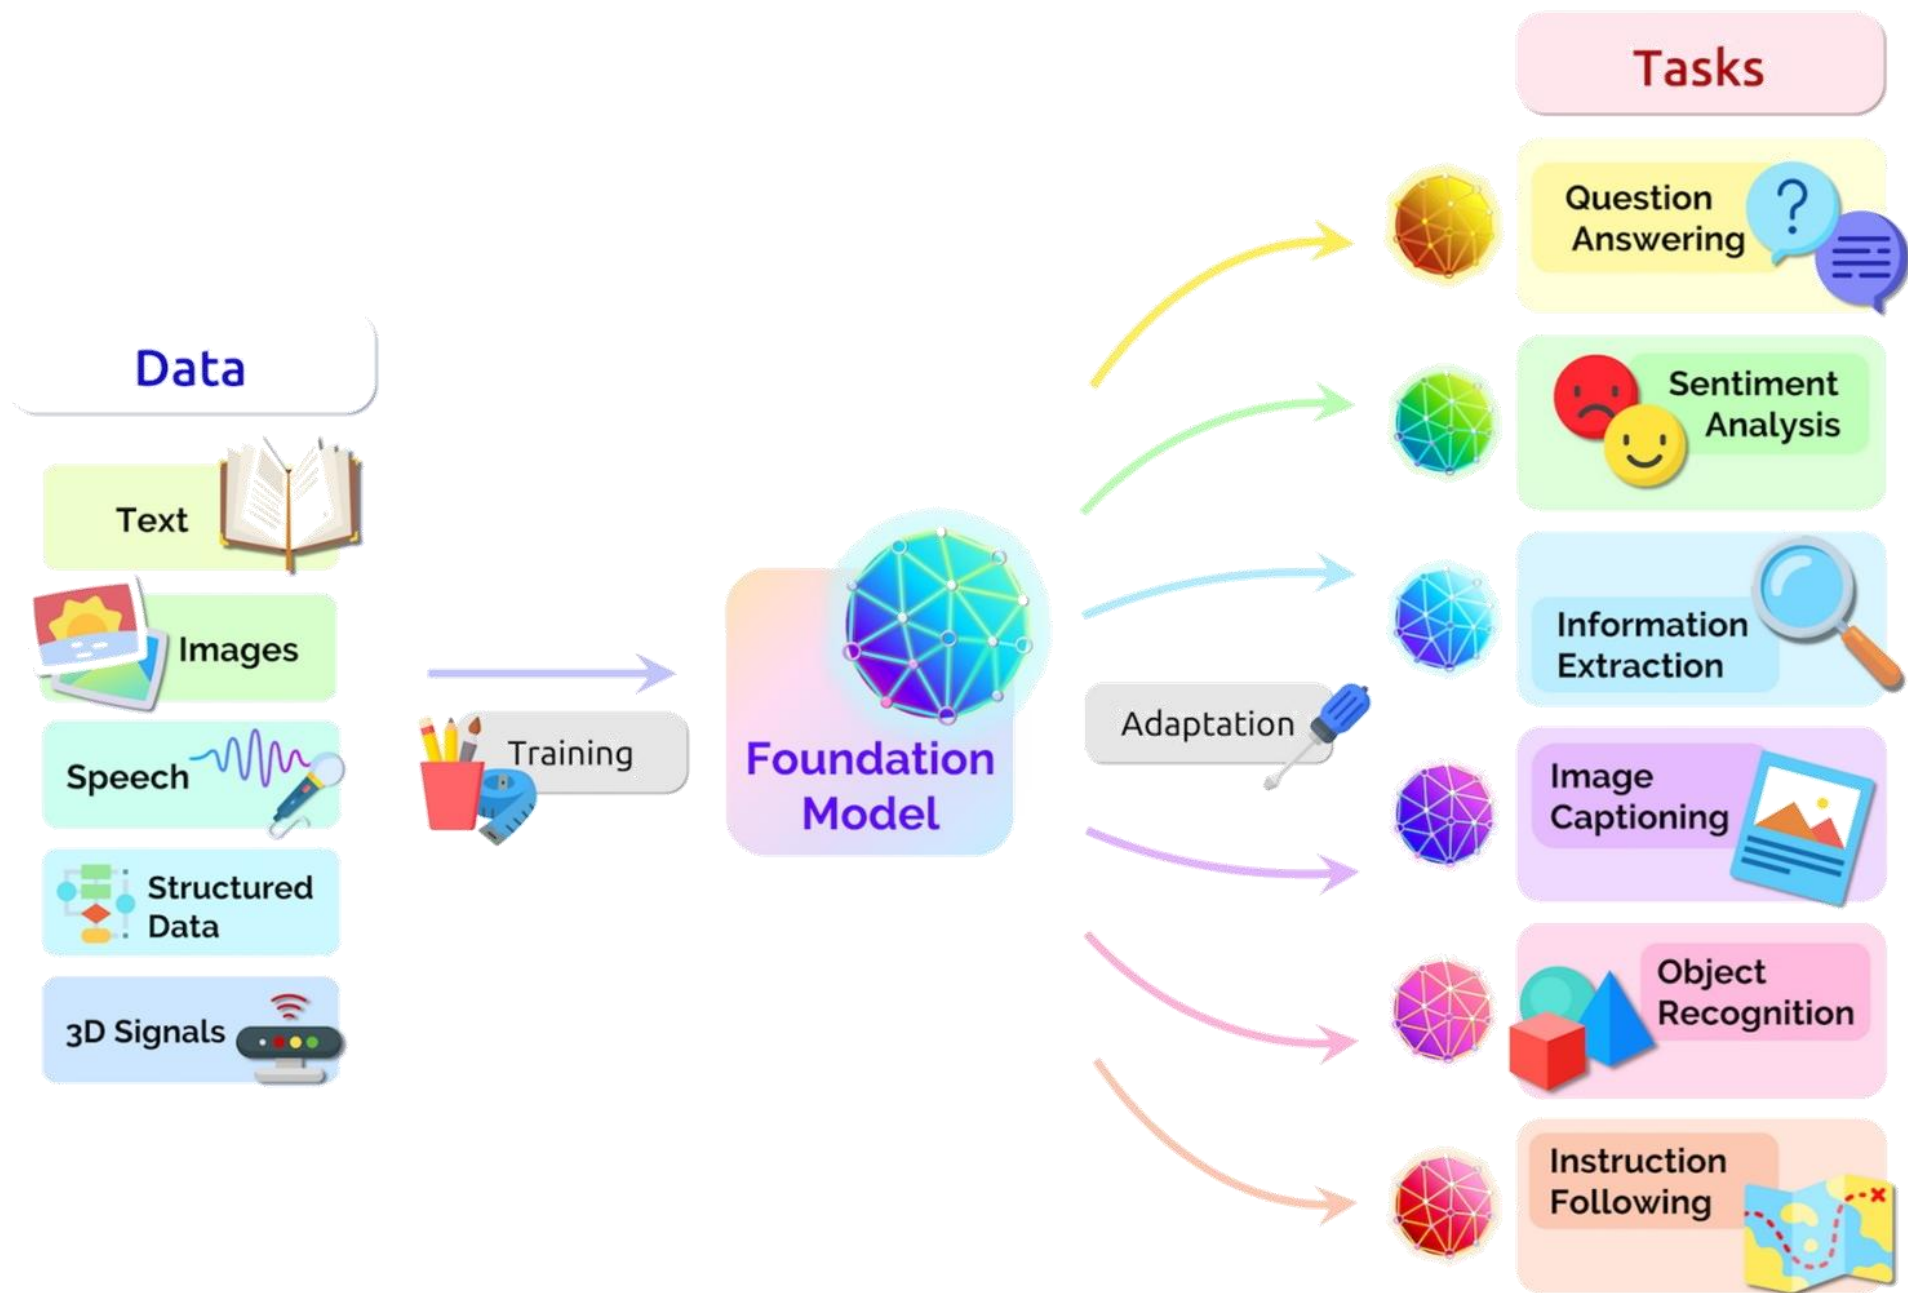 Data
Text
Images
Speech
Structured
Data
3D Signals
Training
Foundation
Model
Adaptation
Tasks
Question
Answering
Sentiment
Analysis
Information
Extraction
Image
Captioning
Object
Recognition
Instruction
Following